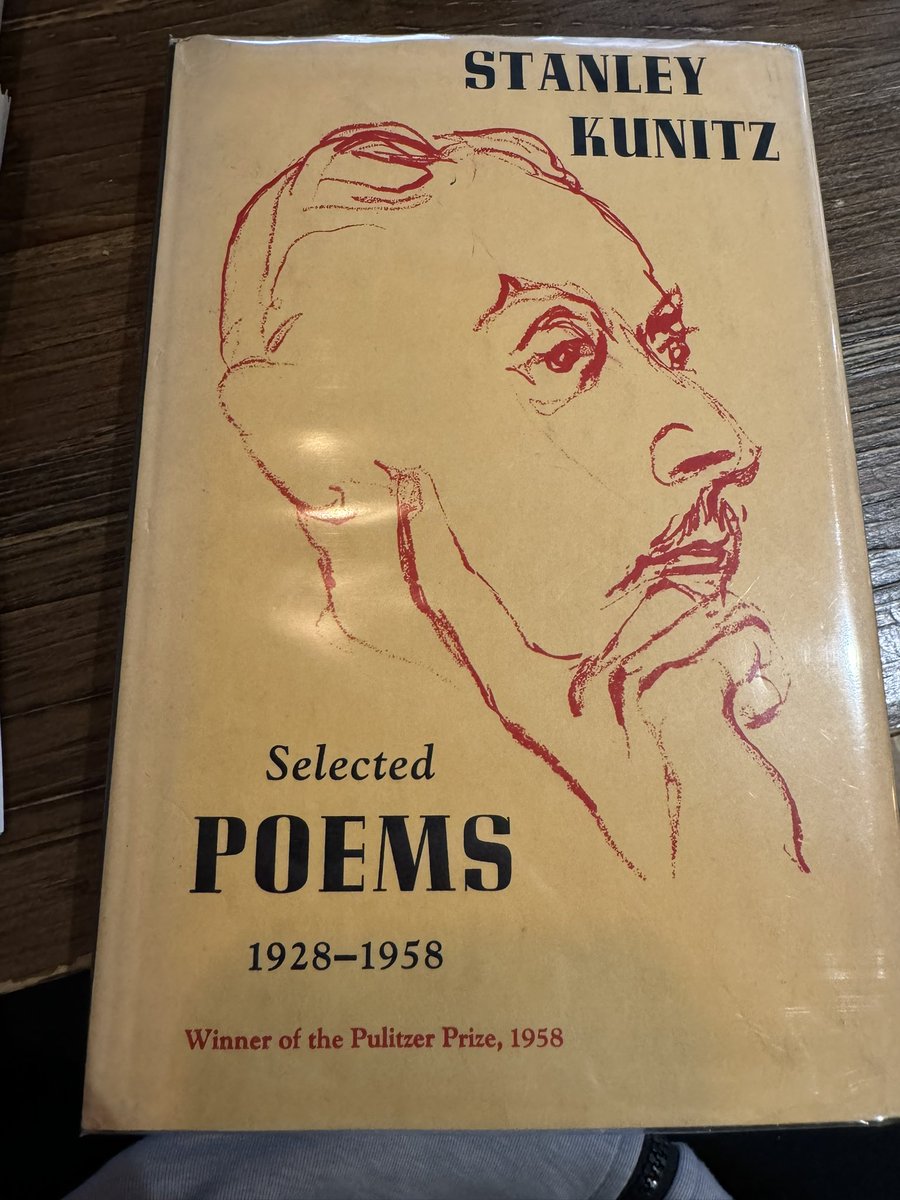 STANLEY
KUNITZ
Selected
POEMS
1928–1958
Winner of the Pulitzer Prize, 1958